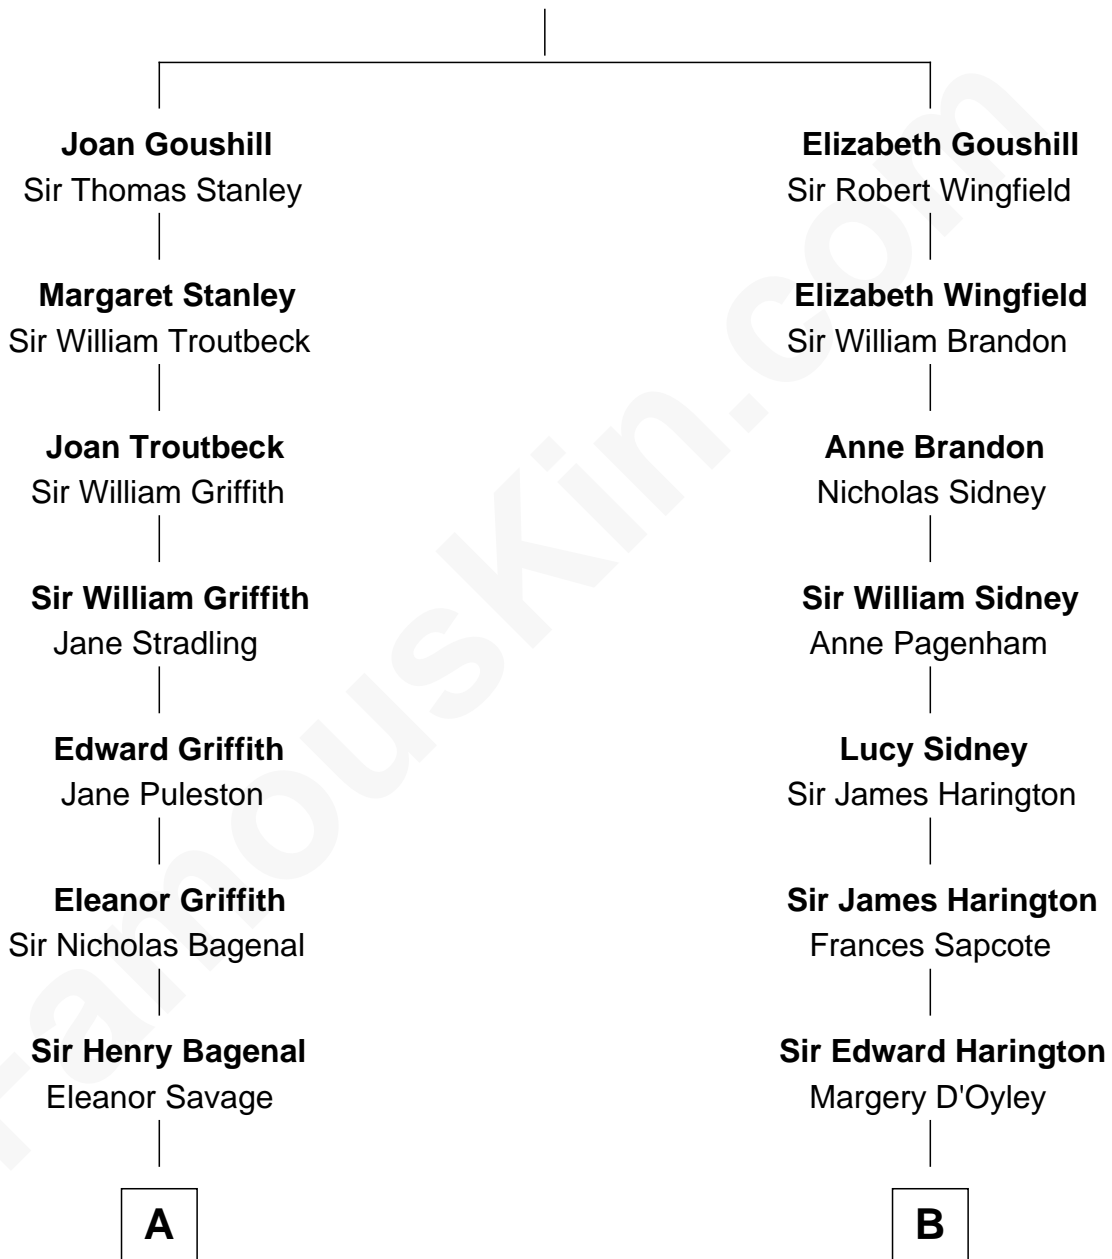 Joan Goushill
Sir Thomas Stanley
Margaret Stanley
Sir William Troutbeck
Joan Troutbeck
Sir William Griffith
Sir William Griffith
Jane Stradling
Edward Griffith
Jane Puleston
Eleanor Griffith
Sir Nicholas Bagenal
Sir Henry Bagenal
Eleanor Savage
A
Elizabeth Goushill
Sir Robert Wingfield
Elizabeth Wingfield
Sir William Brandon
Anne Brandon
Nicholas Sidney
Sir William Sidney
Anne Pagenham
Lucy Sidney
Sir James Harington
Sir James Harington
Frances Sapcote
Sir Edward Harington
Margery D'Oyley
B
FamousKin.com